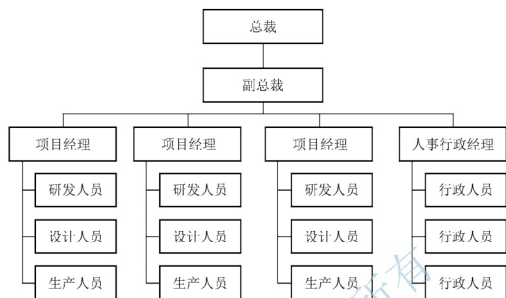 总裁
副总裁
项目经理 项目经理 项目经理 人事行政经理
研发人员 研发人员 研发人员 行政人员
设计人员 设计人员 设计人员 行政人员
生产人员 生产人员 生产人员 行政人员
所有